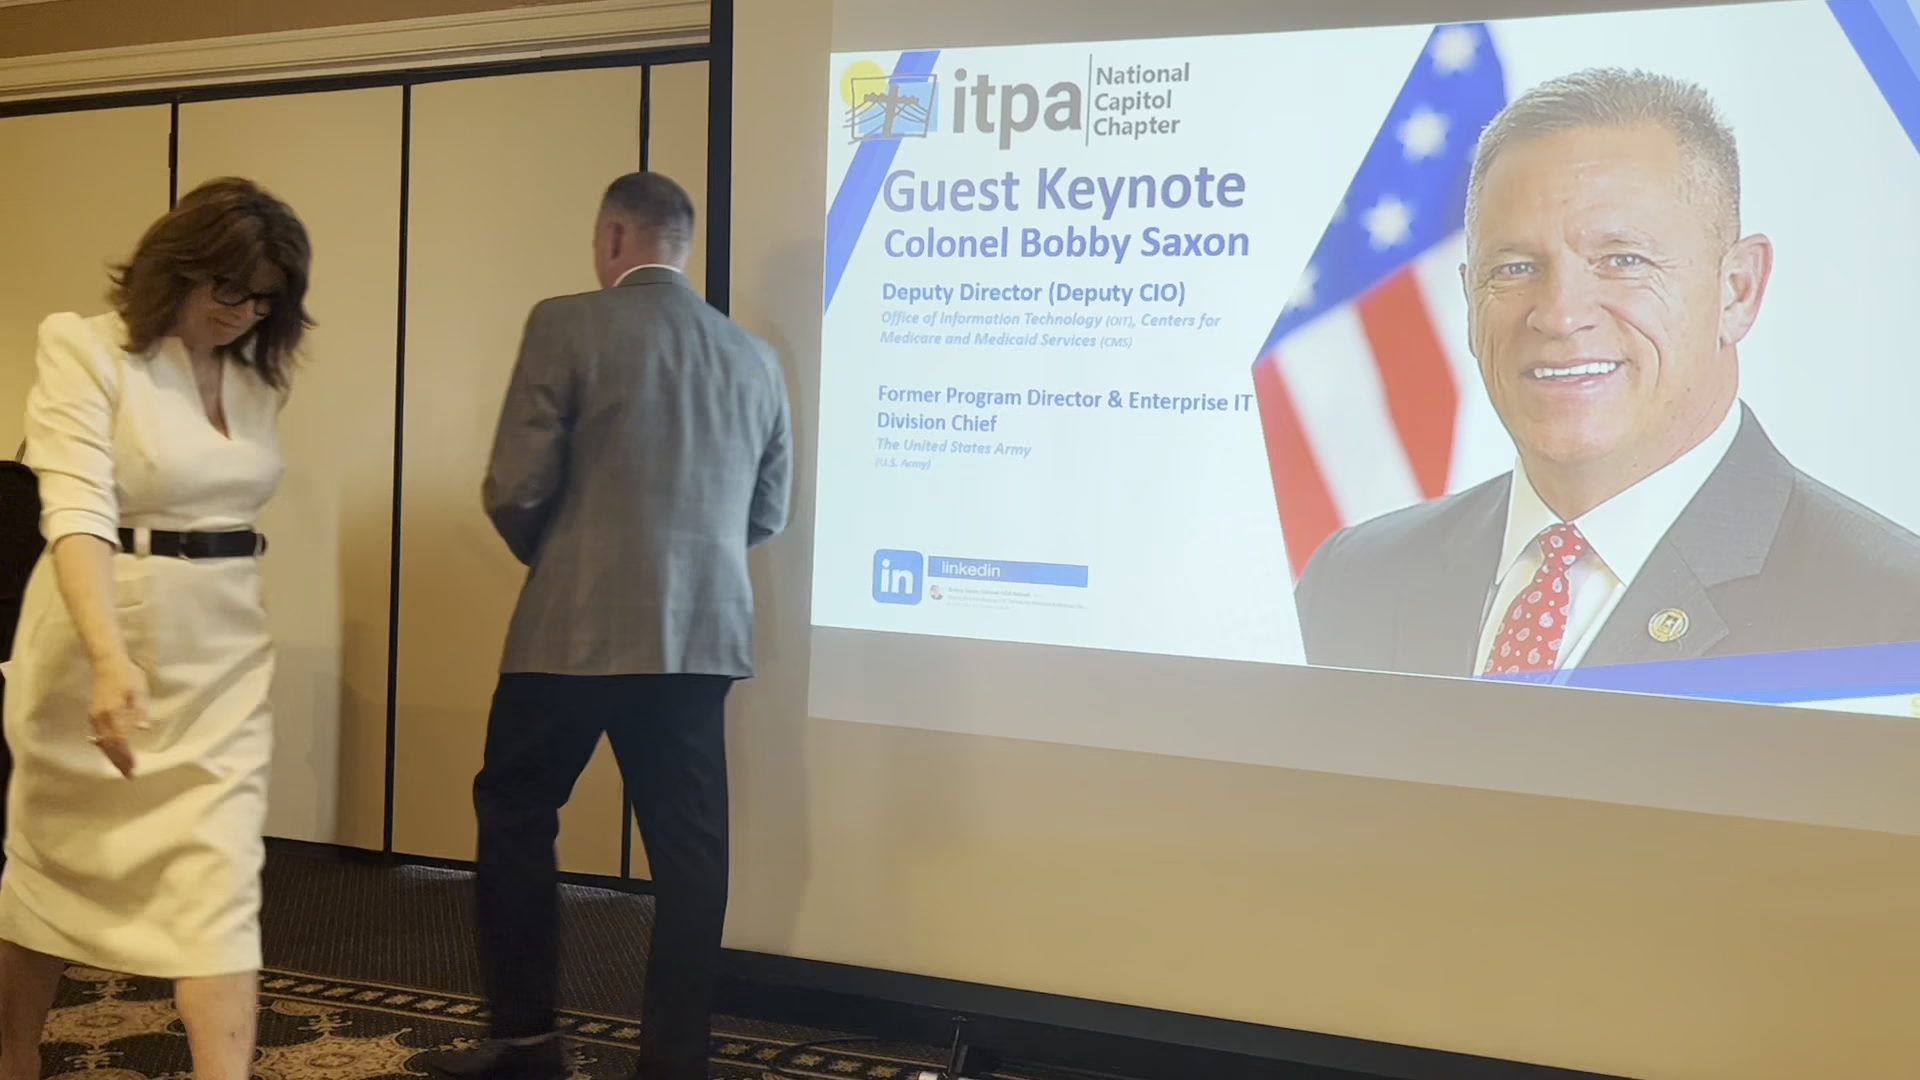 itpa
National
Capitol
Chapter
Guest Keynote
Colonel Bobby Saxon
Deputy Director (Deputy CIO)
Office of Information Technology (OIT), Centers for
Medicare and Medicaid Services (CMS)
Former Program Director & Enterprise IT
Division Chief
The United States Army
(U.S. Army)
in
linkedin